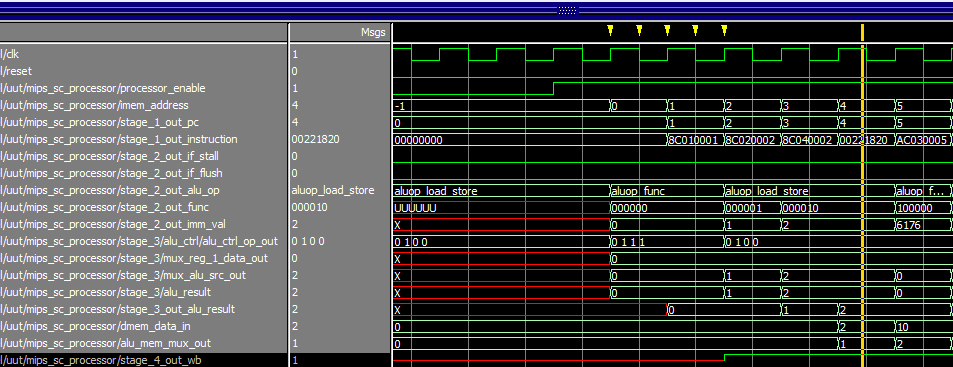 Msgs
l/clk 1
l/reset 0
l/uut/mips_sc_processor/processor_enable 1
l/uut/mips_sc_processor/imem_address 4 -1 0 1 2 3 4 5
l/uut/mips_sc_processor/stage_1_out_pc 4 0 1 2 3 4 5
l/uut/mips_sc_processor/stage_1_out_instruction 00221820 00000000 8C010001 8C020002 8C040002 00221820 AC030005
l/uut/mips_sc_processor/stage_2_out_if_stall 0
l/uut/mips_sc_processor/stage_2_out_if_flush 0
l/uut/mips_sc_processor/stage_2_out_alu_op aluop_load_store aluop_load_store aluop_func aluop_load_store aluop_f...
l/uut/mips_sc_processor/stage_2_out_func 000010 UUUUUU 000000 000001 000010 100000
l/uut/mips_sc_processor/stage_2_out_imm_val 2 X 0 1 2 6176
l/uut/mips_sc_processor/stage_3/alu_ctrl/alu_ctrl_op_out 0 1 0 0 0 1 0 0 0 1 1 1 0 1 0 0
l/uut/mips_sc_processor/stage_3/mux_reg_1_data_out 0 X 0
l/uut/mips_sc_processor/stage_3/mux_alu_src_out 2 X 0 1 2 0
l/uut/mips_sc_processor/stage_3/alu_result 2 X 0 1 2 0
l/uut/mips_sc_processor/stage_3_out_alu_result 2 X 0 1 2
l/uut/mips_sc_processor/dmem_data_in 2 0 2 10
l/uut/mips_sc_processor/alu_mem_mux_out 1 0 1 2
l/uut/mips_sc_processor/stage_4_out_wb 1